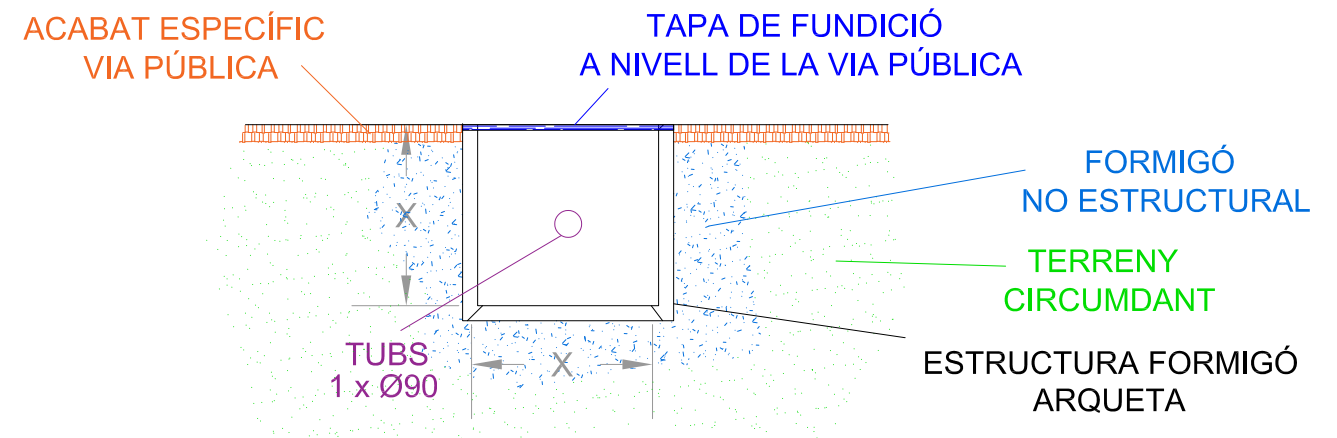 ACABAT ESPECÍFIC
VIA PÚBLICA
TAPA DE FUNDICIÓ
A NIVELL DE LA VIA PÚBLICA
FORMIGÓ
NO ESTRUCTURAL
X
TERRENY
CIRCUMDANT
TUBS
1 x Ø90
X
ESTRUCTURA FORMIGÓ
ARQUETA